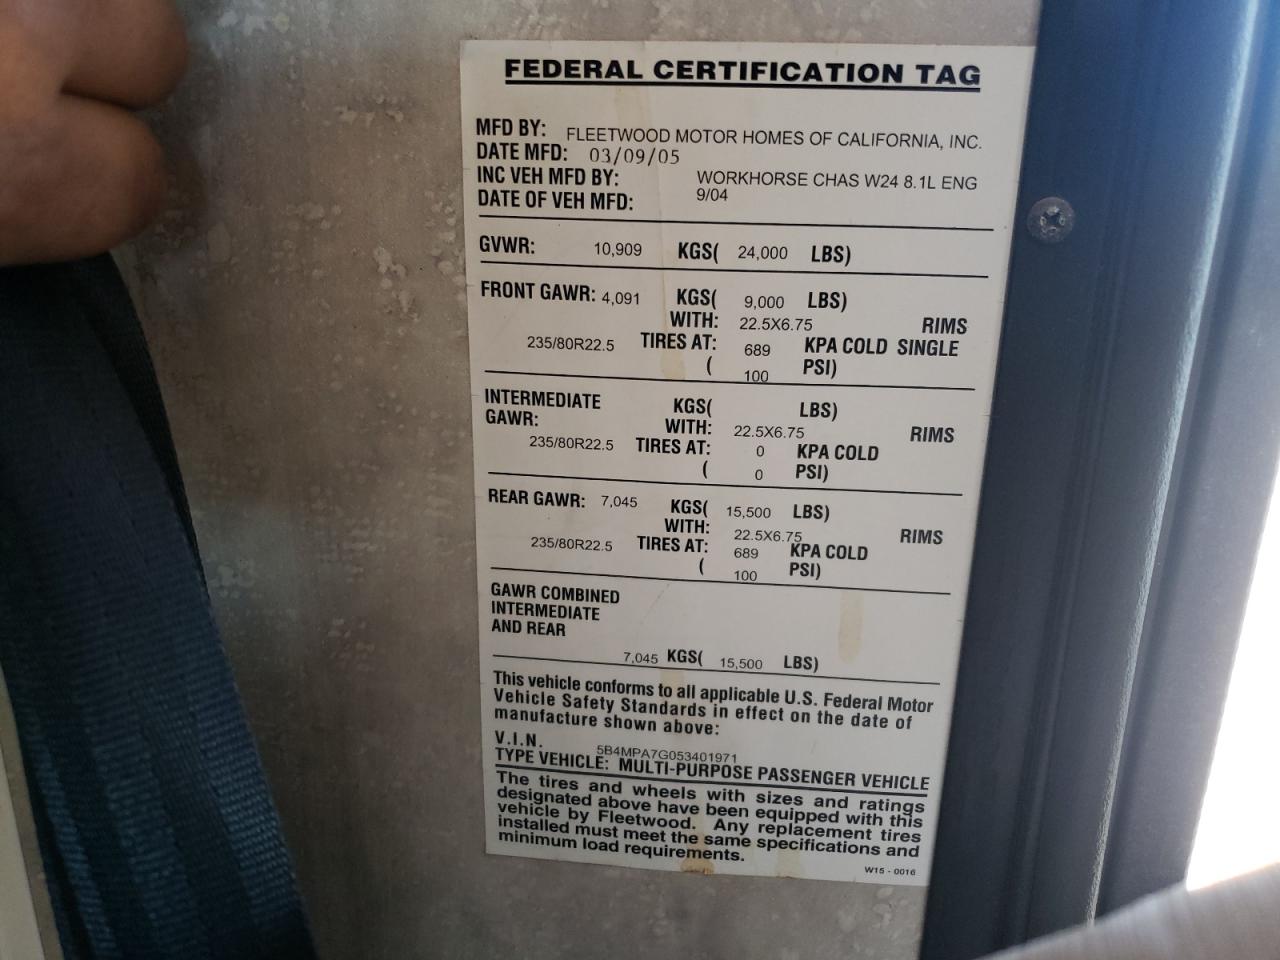 FEDERAL CERTIFICATION TAG
MFD BY: FLEETWOOD MOTOR HOMES OF CALIFORNIA, INC.
DATE MFD: 03/09/05
INC VEH MFD BY: WORKHORSE CHAS W24 8.1L ENG
DATE OF VEH MFD: 9/04
GVWR: 10,909 KGS( 24,000 LBS)
FRONT GAWR: 4,091 KGS( 9,000 LBS)
WITH: 22.5X6.75 RIMS
235/80R22.5 TIRES AT: 689 KPA COLD SINGLE
( 100 PSI)
INTERMEDIATE KGS( LBS)
GAWR: WITH: 22.5X6.75 RIMS
235/80R22.5 TIRES AT: 0 KPA COLD
( 0 PSI)
REAR GAWR: 7,045 KGS( 15,500 LBS)
WITH: 22.5X6.75 RIMS
235/80R22.5 TIRES AT: 689 KPA COLD
( 100 PSI)
GAWR COMBINED
INTERMEDIATE
AND REAR
7,045 KGS( 15,500 LBS)
This vehicle conforms to all applicable U.S. Federal Motor
Vehicle Safety Standards in effect on the date of
manufacture shown above:
V.I.N. 5B4MPA7G053401971
TYPE VEHICLE: MULTI-PURPOSE PASSENGER VEHICLE
The tires and wheels with sizes and ratings
designated above have been equipped with this
vehicle by Fleetwood. Any replacement tires
installed must meet the same specifications and
minimum load requirements.
W15 - 0016